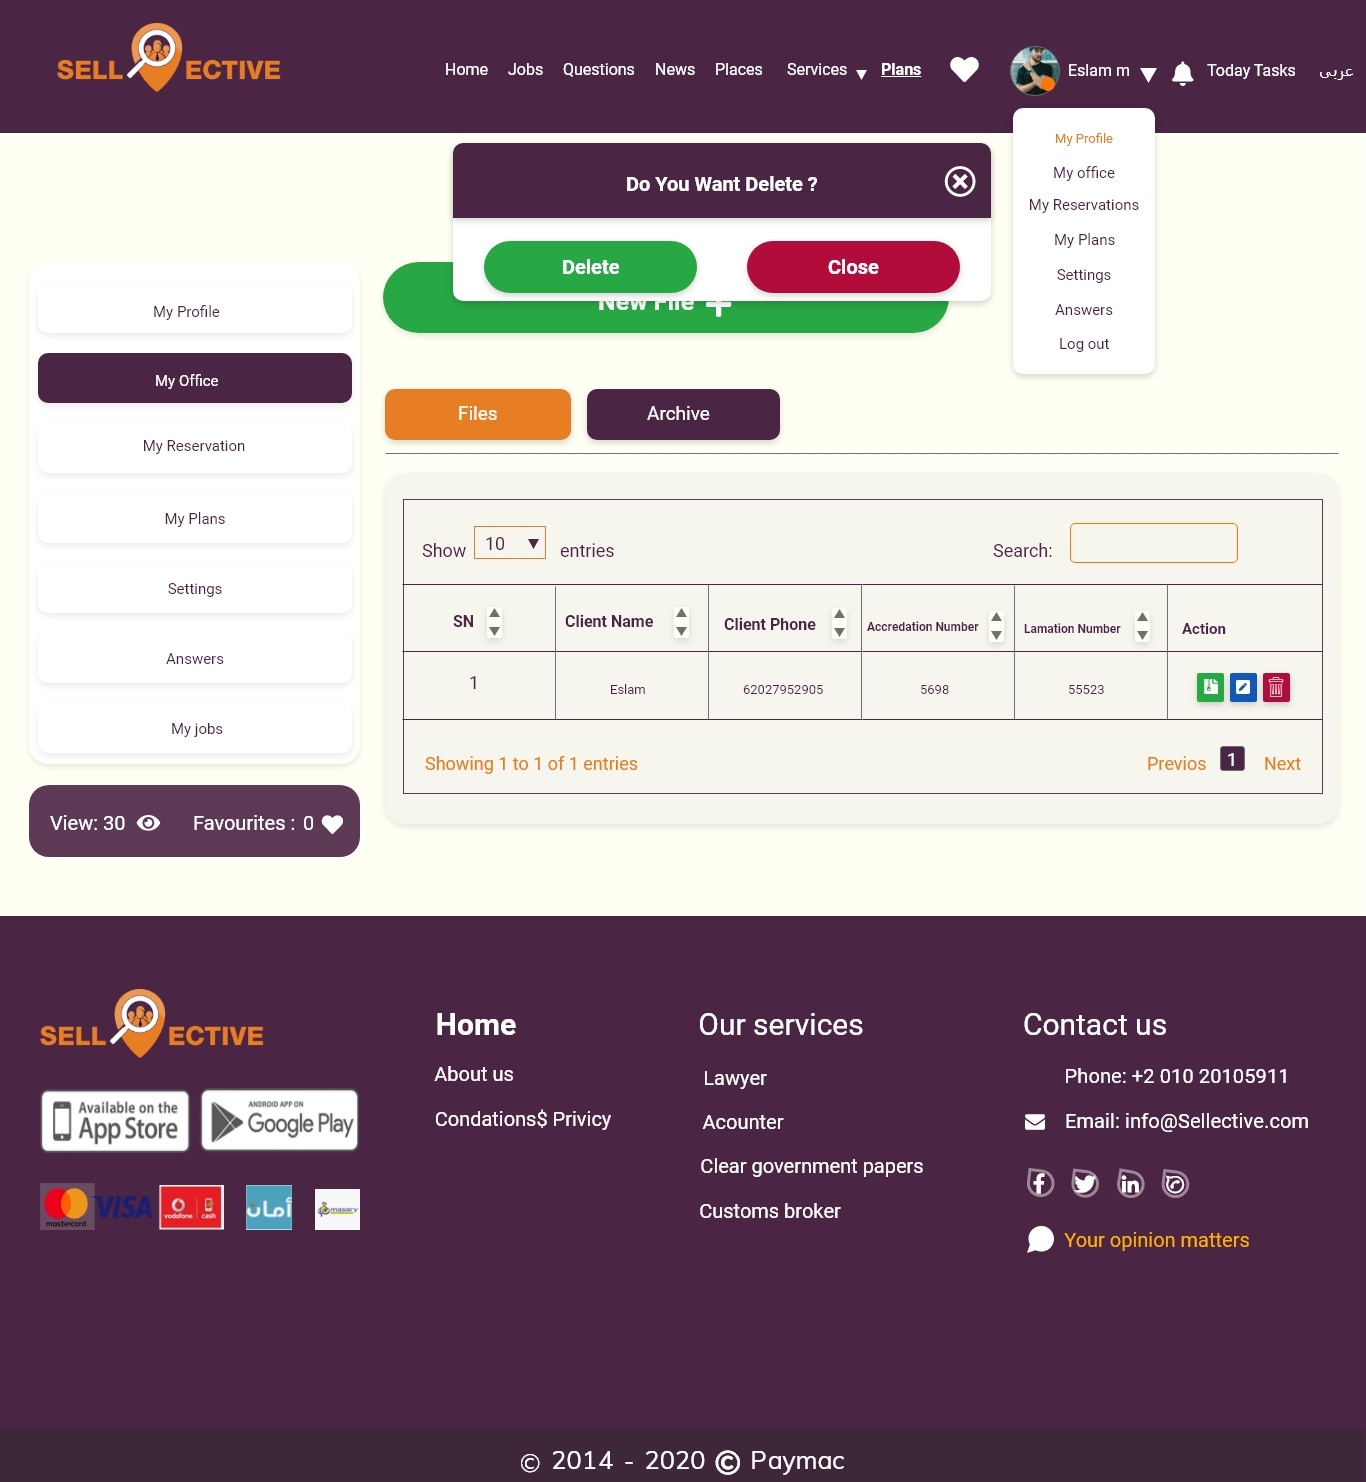 SELL ECTIVE
Home Jobs Questions News Places Services Plans
Eslam m Today Tasks عربى
My Profile
My office
My Reservations
My Plans
Settings
Answers
Log out
Do You Want Delete ?
Delete Close
New File
My Profile
My Office
My Reservation
My Plans
Settings
Answers
My jobs
View: 30 Favourites : 0
Files Archive
Show 10 entries Search:
SN Client Name Client Phone Accredation Number Lamation Number Action
1 Eslam 62027952905 5698 55523
Showing 1 to 1 of 1 entries Previos 1 Next
SELL ECTIVE
Available on the
App Store
ANDROID APP ON
Google Play
mastercard VISA vodafone cash أمان masary
Home
About us
Condations$ Privicy
Our services
Lawyer
Acounter
Clear government papers
Customs broker
Contact us
Phone: +2 010 20105911
Email: info@Sellective.com
Your opinion matters
© 2014 - 2020 © Paymac